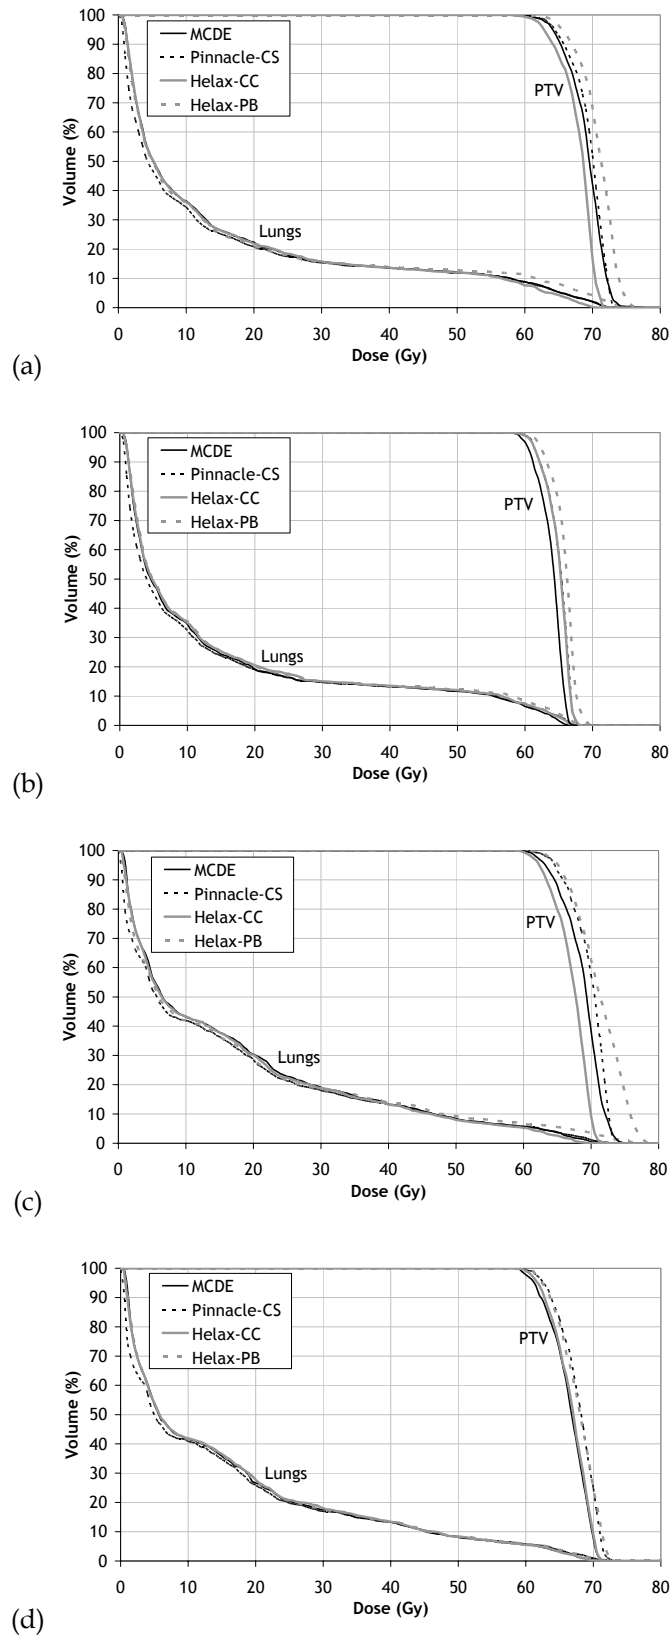 100
90
80
70
60
50
40
30
20
10
0
Volume (%)
MCDE
Pinnacle-CS
Helax-CC
Helax-PB
PTV
Lungs
0 10 20 30 40 50 60 70 80
Dose (Gy)
(a)
100
90
80
70
60
50
40
30
20
10
0
Volume (%)
MCDE
Pinnacle-CS
Helax-CC
Helax-PB
PTV
Lungs
0 10 20 30 40 50 60 70 80
Dose (Gy)
(b)
100
90
80
70
60
50
40
30
20
10
0
Volume (%)
MCDE
Pinnacle-CS
Helax-CC
Helax-PB
PTV
Lungs
0 10 20 30 40 50 60 70 80
Dose (Gy)
(c)
100
90
80
70
60
50
40
30
20
10
0
Volume (%)
MCDE
Pinnacle-CS
Helax-CC
Helax-PB
PTV
Lungs
0 10 20 30 40 50 60 70 80
Dose (Gy)
(d)